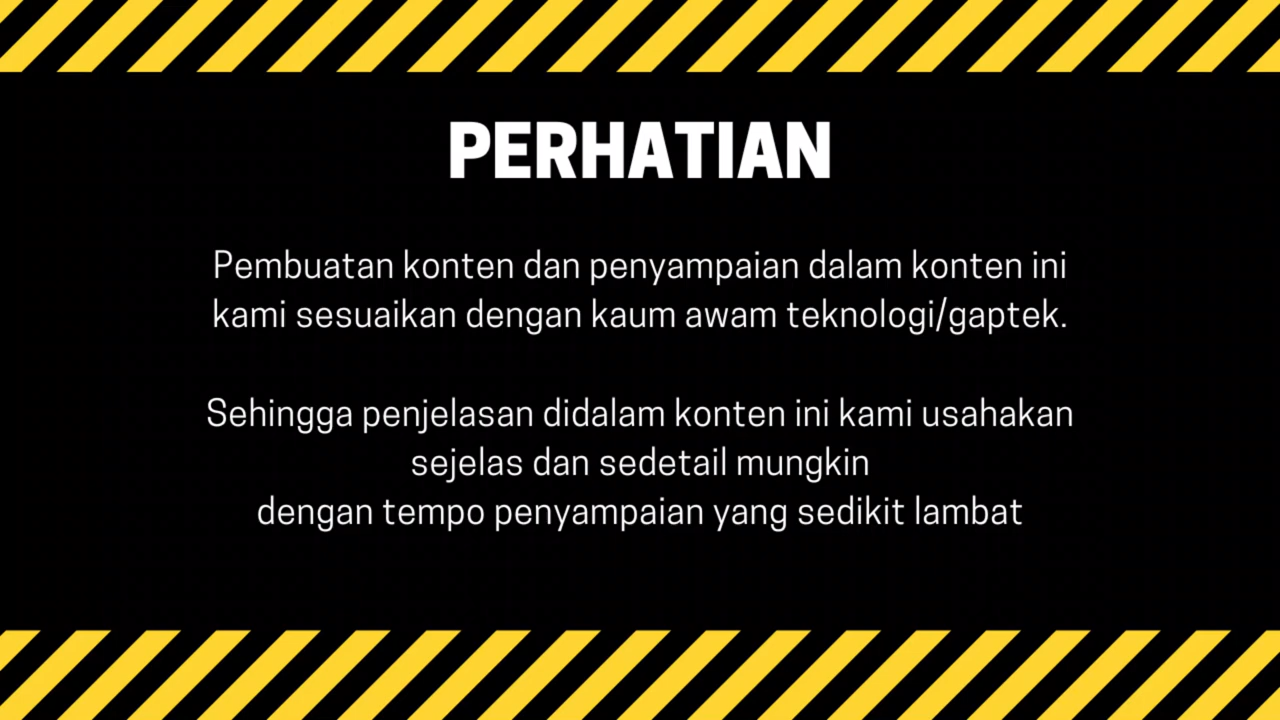 PERHATIAN
Pembuatan konten dan penyampaian dalam konten ini
kami sesuaikan dengan kaum awam teknologi/gaptek.
Sehingga penjelasan didalam konten ini kami usahakan
sejelas dan sedetail mungkin
dengan tempo penyampaian yang sedikit lambat